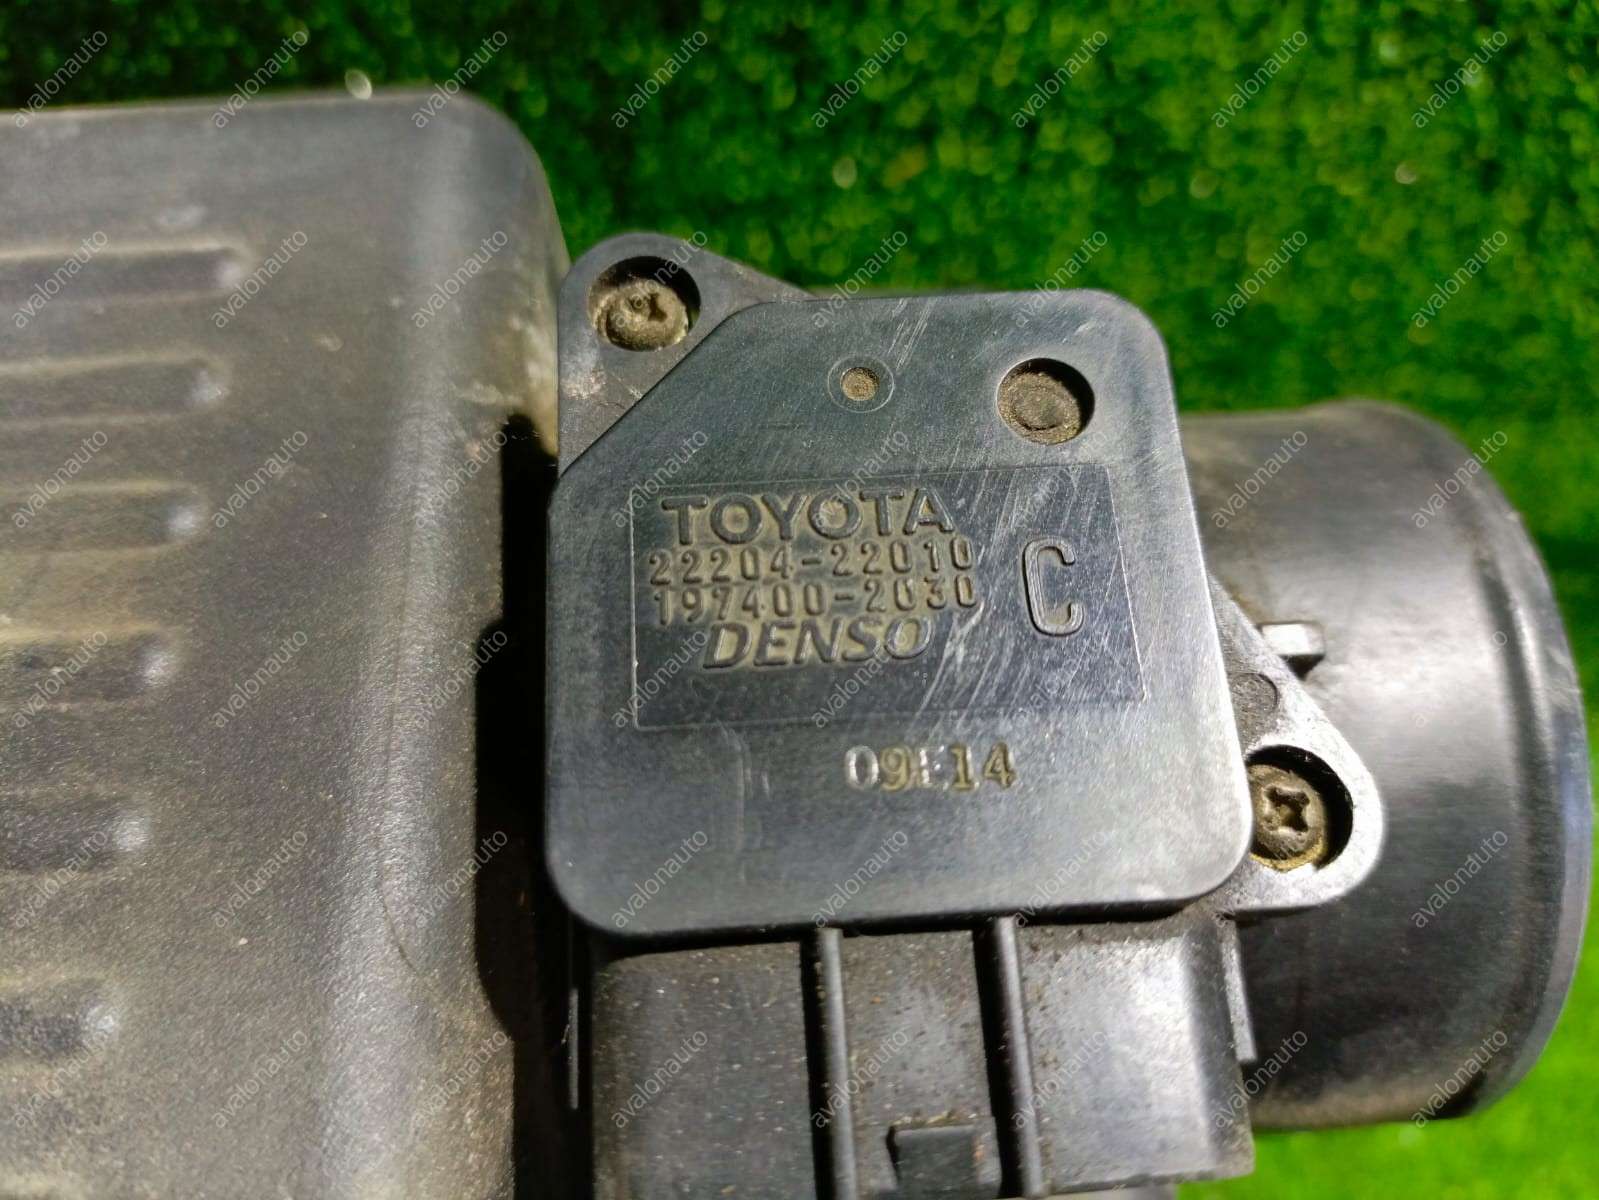 TOYOTA
22204-22010
197400-2030
C
DENSO
09E14
avalonauto